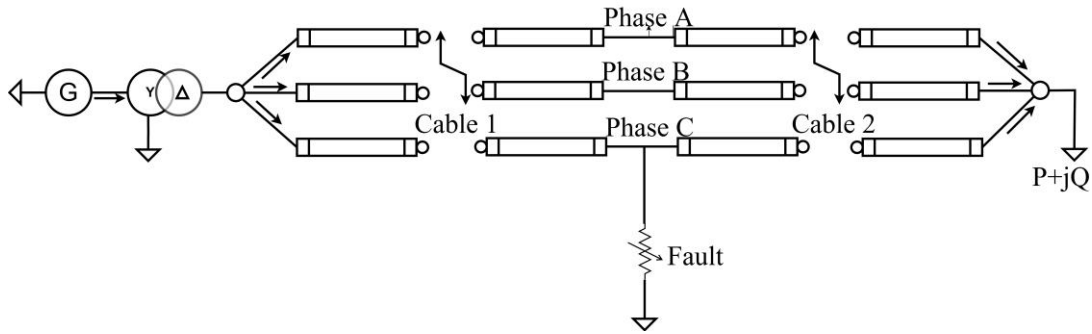 Phase A
G
Y
Δ
Phase B
Cable 1
Phase C
Cable 2
P+jQ
Fault